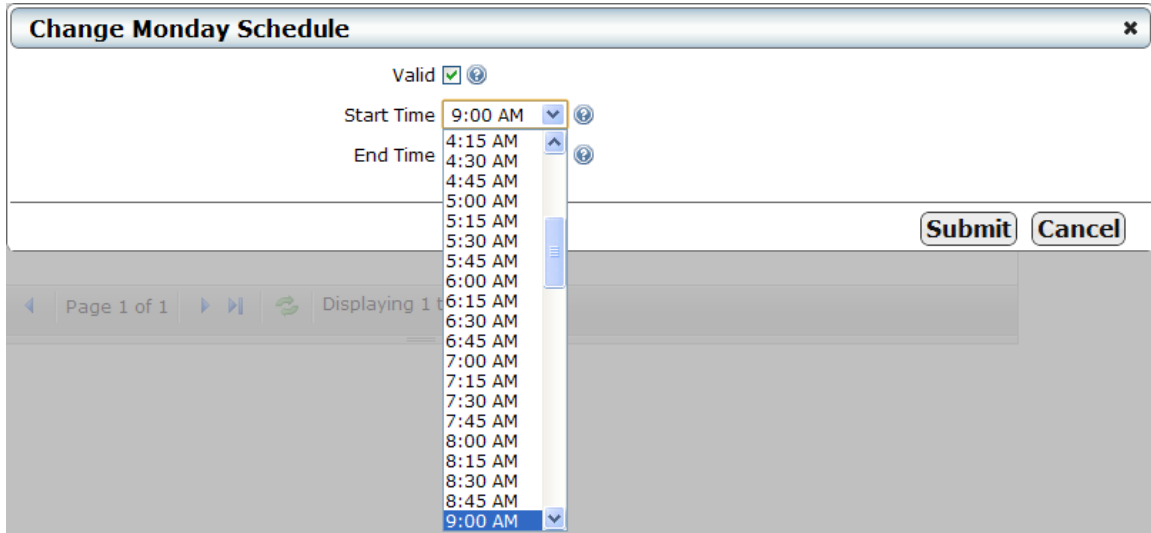 Change Monday Schedule
Valid
Start Time 9:00 AM
End Time
4:15 AM
4:30 AM
4:45 AM
5:00 AM
5:15 AM
5:30 AM
5:45 AM
6:00 AM
6:15 AM
6:30 AM
6:45 AM
7:00 AM
7:15 AM
7:30 AM
7:45 AM
8:00 AM
8:15 AM
8:30 AM
8:45 AM
9:00 AM
Submit Cancel
Page 1 of 1 Displaying 1